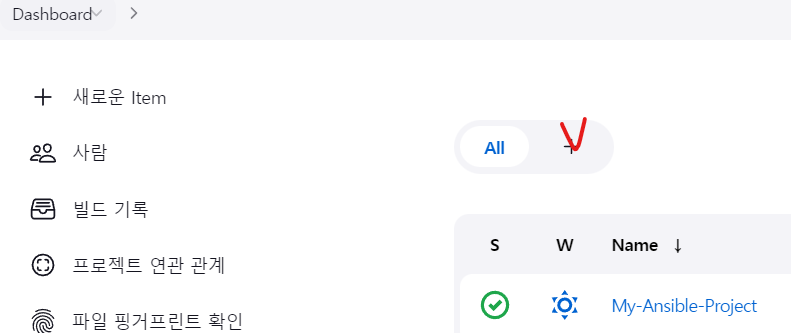 Dashboard
새로운 Item
사람
빌드 기록
프로젝트 연관 관계
파일 핑거프린트 확인
All +
S W Name ↓
My-Ansible-Project